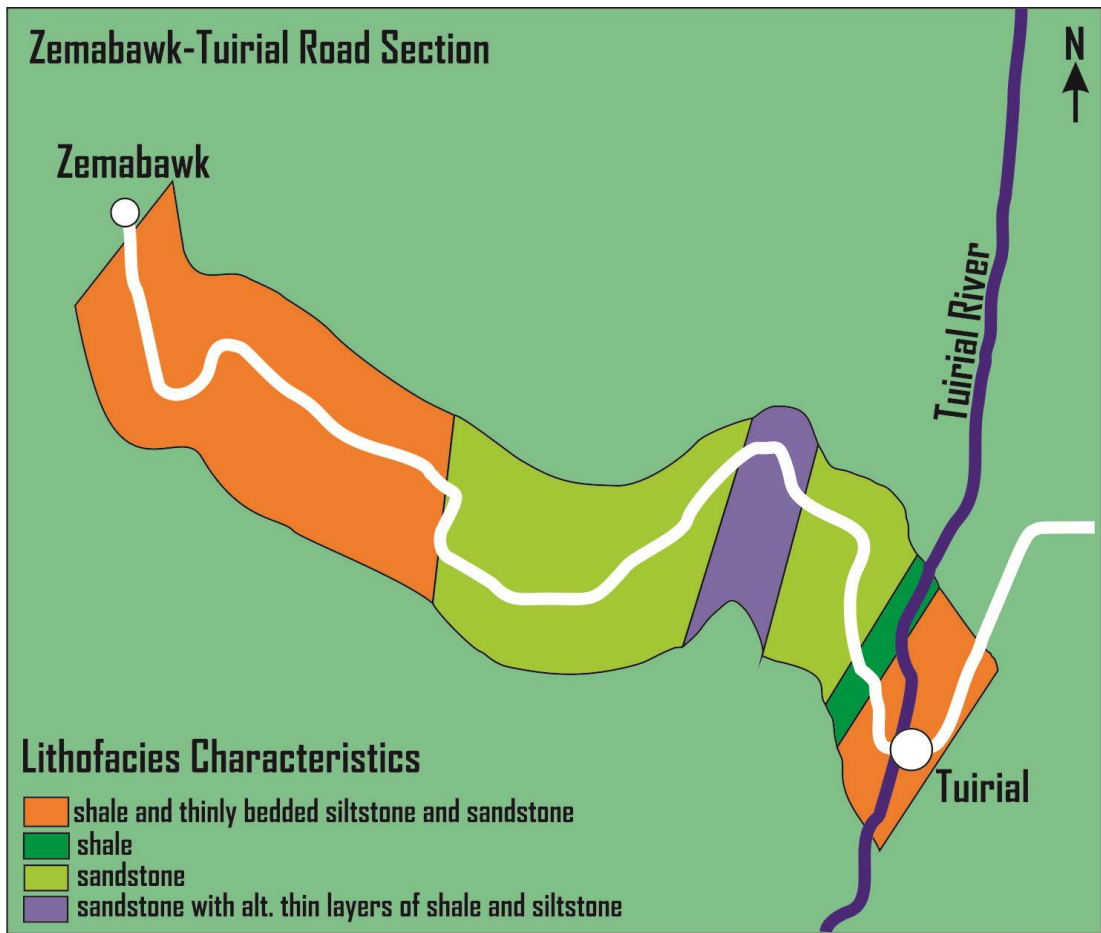 Zemabawk-Tuirial Road Section
N
Zemabawk
Tuirial River
Tuirial
Lithofacies Characteristics
shale and thinly bedded siltstone and sandstone
shale
sandstone
sandstone with alt. thin layers of shale and siltstone